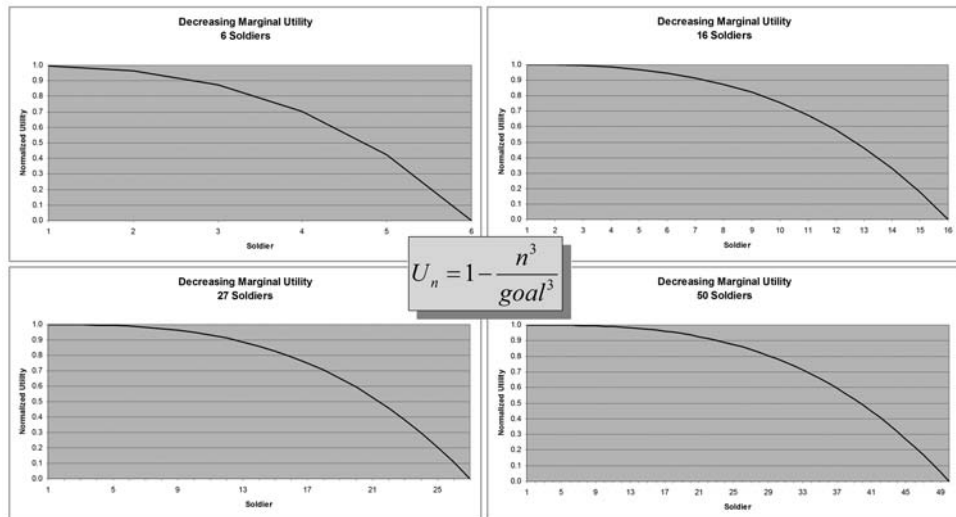 Decreasing Marginal Utility
6 Soldiers
Normalized Utility
1.0
0.9
0.8
0.7
0.6
0.5
0.4
0.3
0.2
0.1
0.0
1 2 3 4 5 6
Soldier
Decreasing Marginal Utility
16 Soldiers
Normalized Utility
1.0
0.9
0.8
0.7
0.6
0.5
0.4
0.3
0.2
0.1
0.0
1 2 3 4 5 6 7 8 9 10 11 12 13 14 15 16
Soldier
U_n = 1 - n³/goal³
Decreasing Marginal Utility
27 Soldiers
Normalized Utility
1.0
0.9
0.8
0.7
0.6
0.5
0.4
0.3
0.2
0.1
0.0
1 5 9 13 17 21 25
Soldier
Decreasing Marginal Utility
50 Soldiers
Normalized Utility
1.0
0.9
0.8
0.7
0.6
0.5
0.4
0.3
0.2
0.1
0.0
1 5 9 13 17 21 25 29 33 37 41 45 49
Soldier